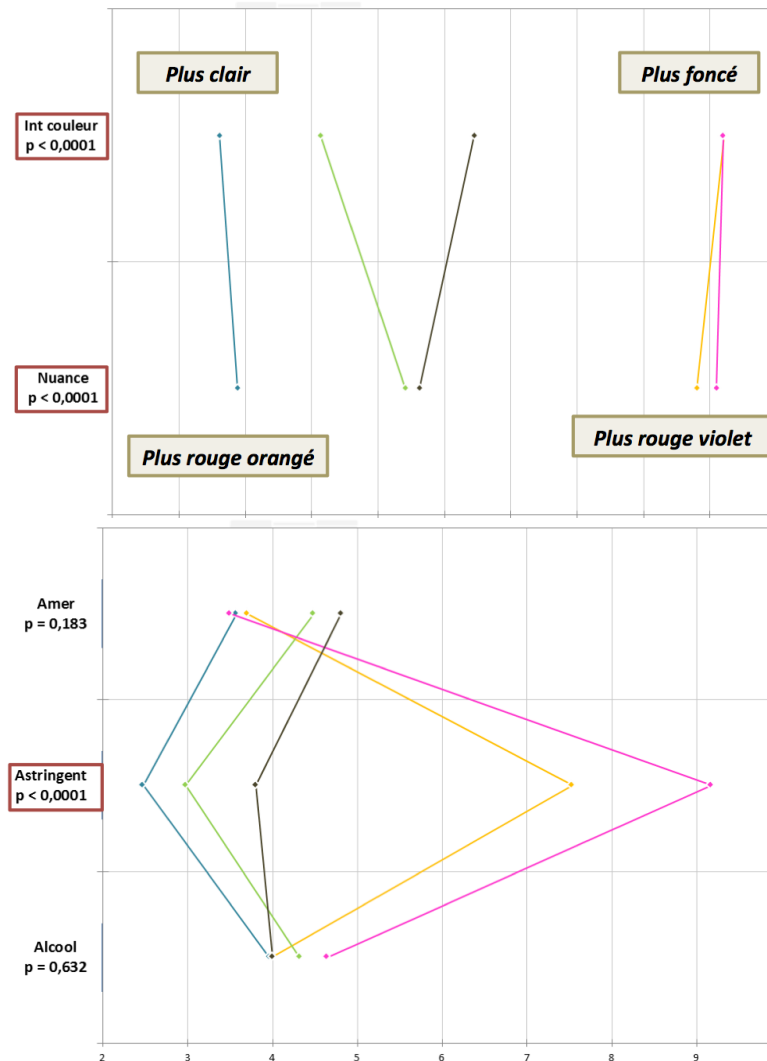 Plus clair
Plus foncé
Int couleur
p < 0,0001
Nuance
p < 0,0001
Plus rouge orangé
Plus rouge violet
Amer
p = 0,183
Astringent
p < 0,0001
Alcool
p = 0,632
2 3 4 5 6 7 8 9